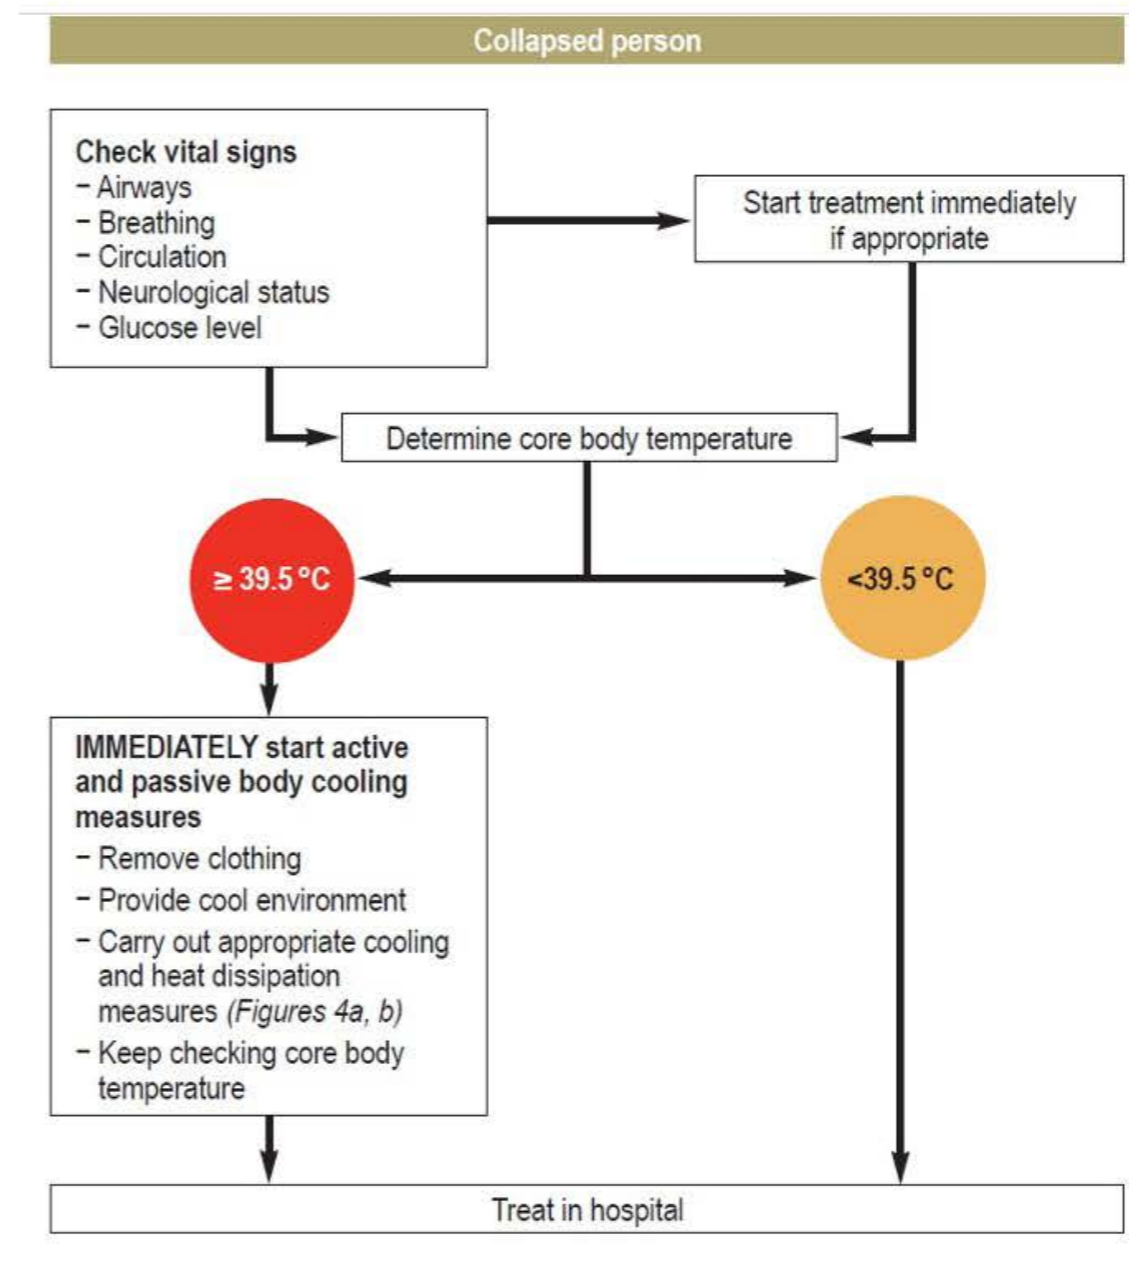 Collapsed person
Check vital signs
– Airways
– Breathing
– Circulation
– Neurological status
– Glucose level
Start treatment immediately
if appropriate
Determine core body temperature
≥ 39.5 °C
<39.5 °C
IMMEDIATELY start active
and passive body cooling
measures
– Remove clothing
– Provide cool environment
– Carry out appropriate cooling
and heat dissipation
measures (Figures 4a, b)
– Keep checking core body
temperature
Treat in hospital